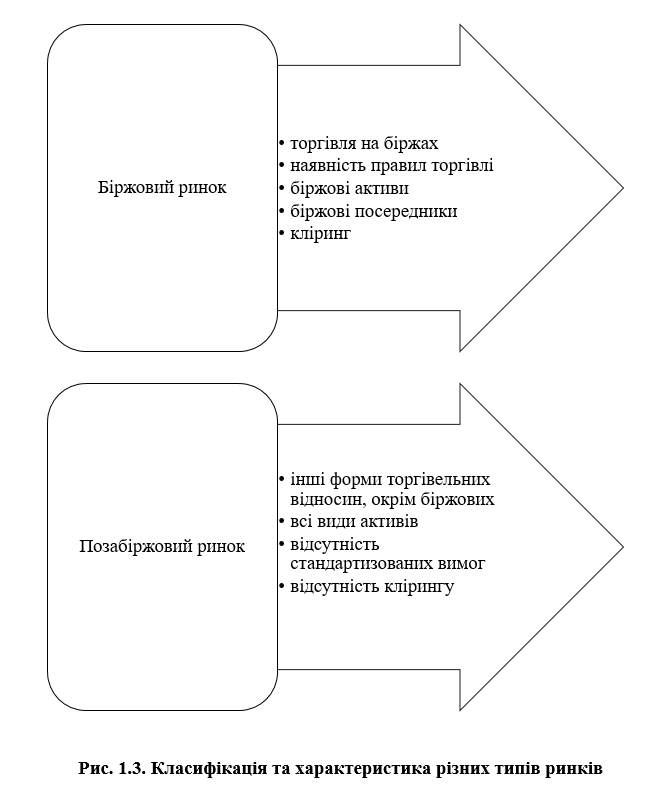 Біржовий ринок
• торгівля на біржах
• наявність правил торгівлі
• біржові активи
• біржові посередники
• кліринг
Позабіржовий ринок
• інші форми торгівельних
відносин, окрім біржових
• всі види активів
• відсутність
стандартизованих вимог
• відсутність клірингу
Рис. 1.3. Класифікація та характеристика різних типів ринків